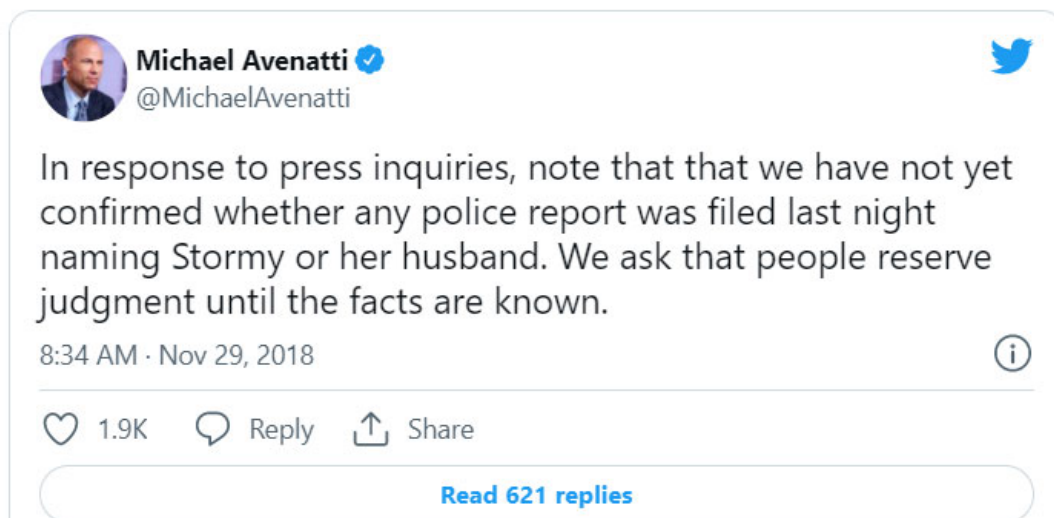 Michael Avenatti
@MichaelAvenatti
In response to press inquiries, note that that we have not yet
confirmed whether any police report was filed last night
naming Stormy or her husband. We ask that people reserve
judgment until the facts are known.
8:34 AM · Nov 29, 2018
1.9K Reply Share
Read 621 replies